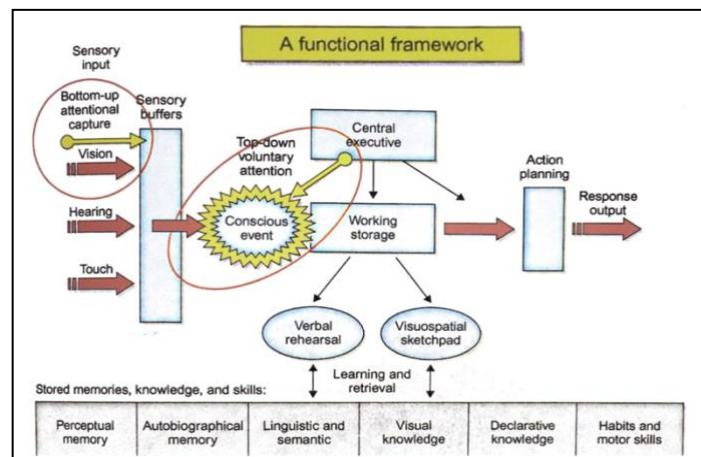 A functional framework
Sensory
input
Bottom-up
attentional
capture
Sensory
buffers
Vision
Hearing
Touch
Top-down
voluntary
attention
Central
executive
Conscious
event
Working
storage
Action
planning
Response
output
Verbal
rehearsal
Visuospatial
sketchpad
Learning and
retrieval
Stored memories, knowledge, and skills:
Perceptual
memory
Autobiographical
memory
Linguistic and
semantic
Visual
knowledge
Declarative
knowledge
Habits and
motor skills